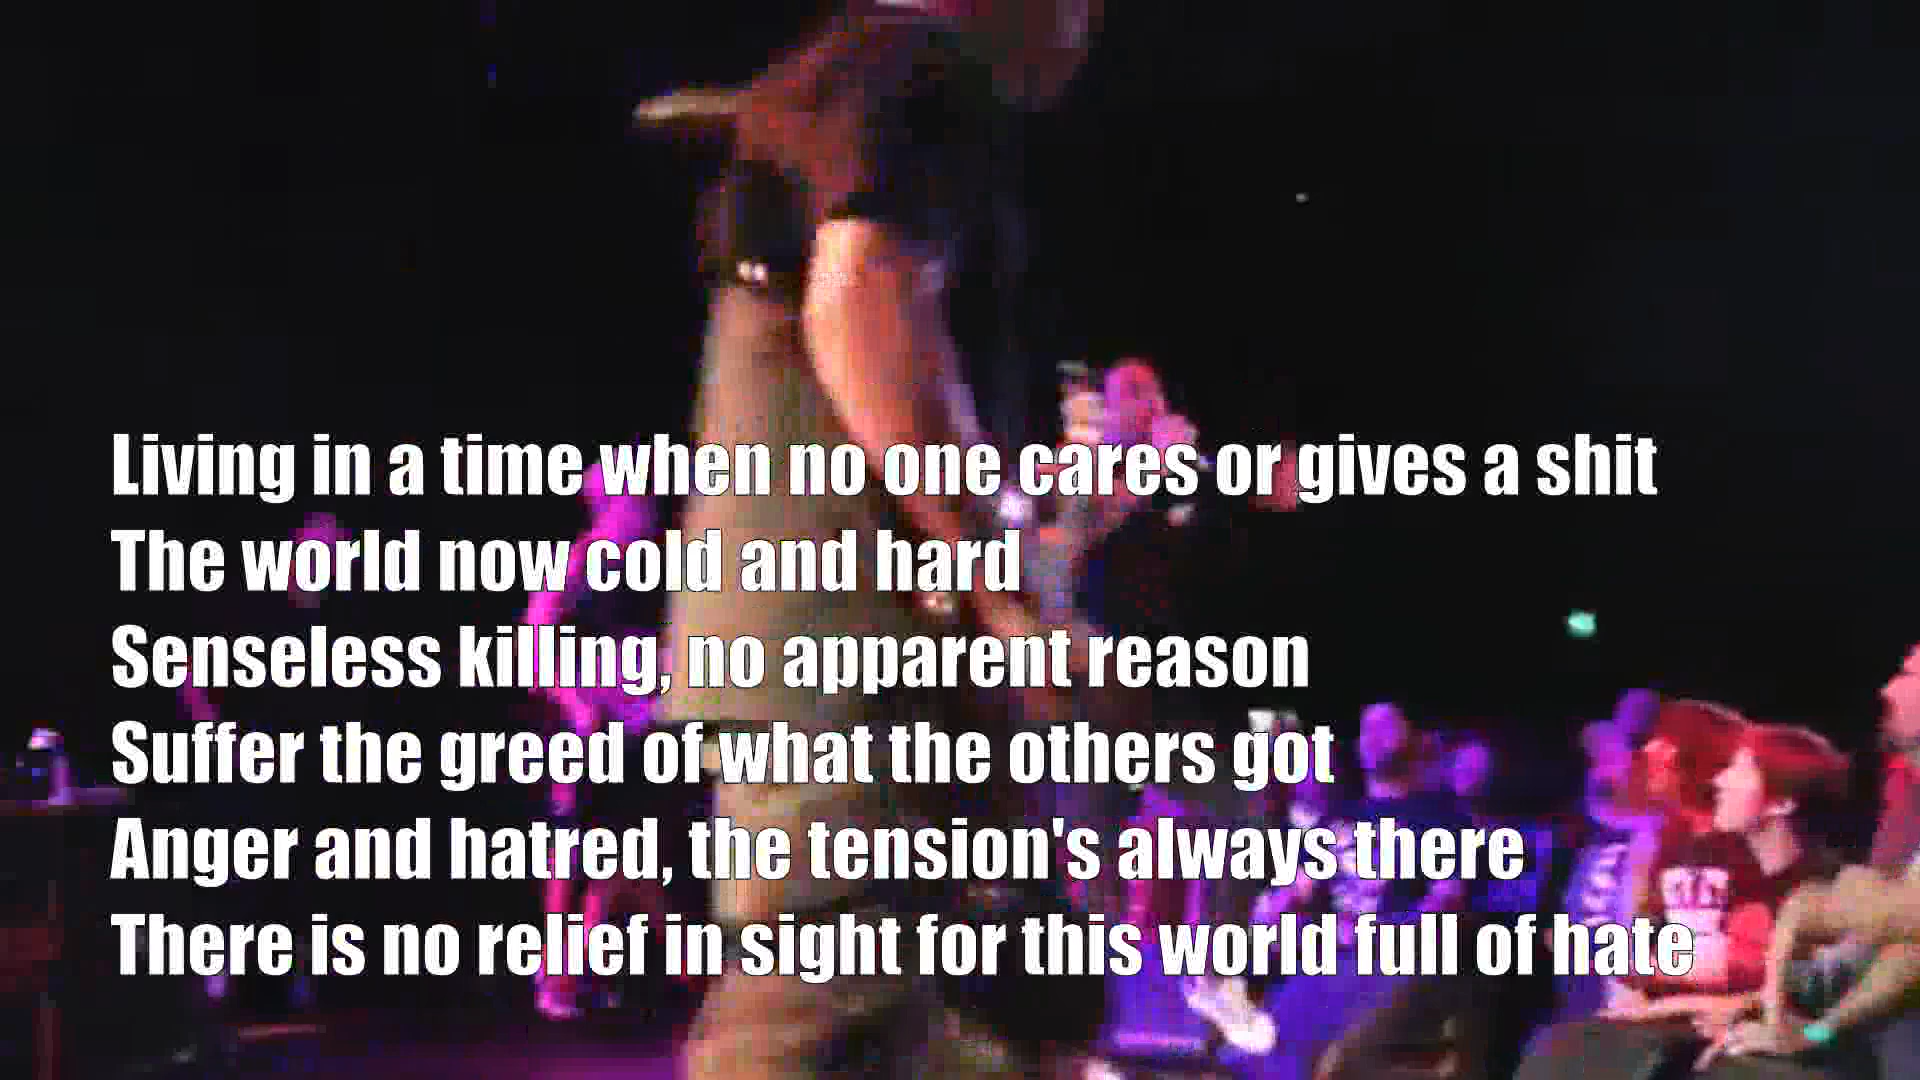 Living in a time when no one cares or gives a shit
The world now cold and hard
Senseless killing, no apparent reason
Suffer the greed of what the others got
Anger and hatred, the tension's always there
There is no relief in sight for this world full of hate